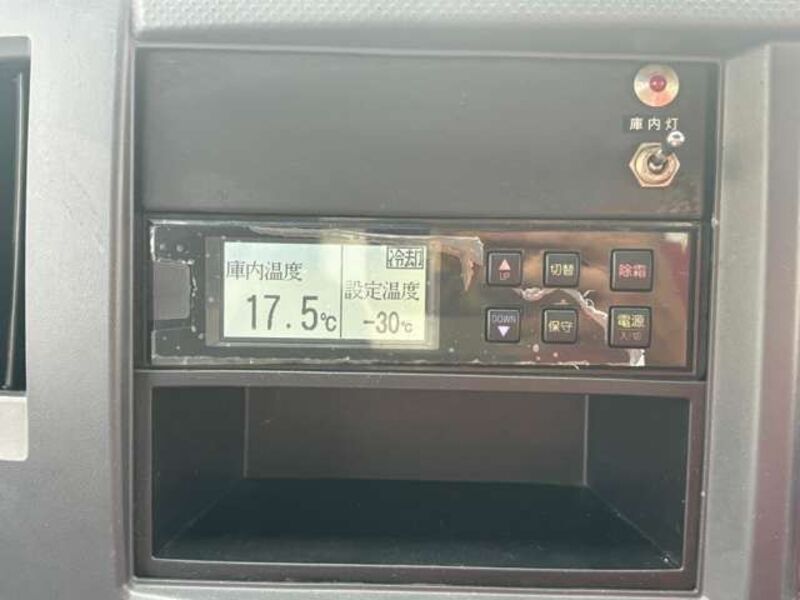 庫内灯
冷却
庫内温度
設定温度
17.5℃
-30℃
UP
切替
除霜
DOWN
保守
電源
入/切